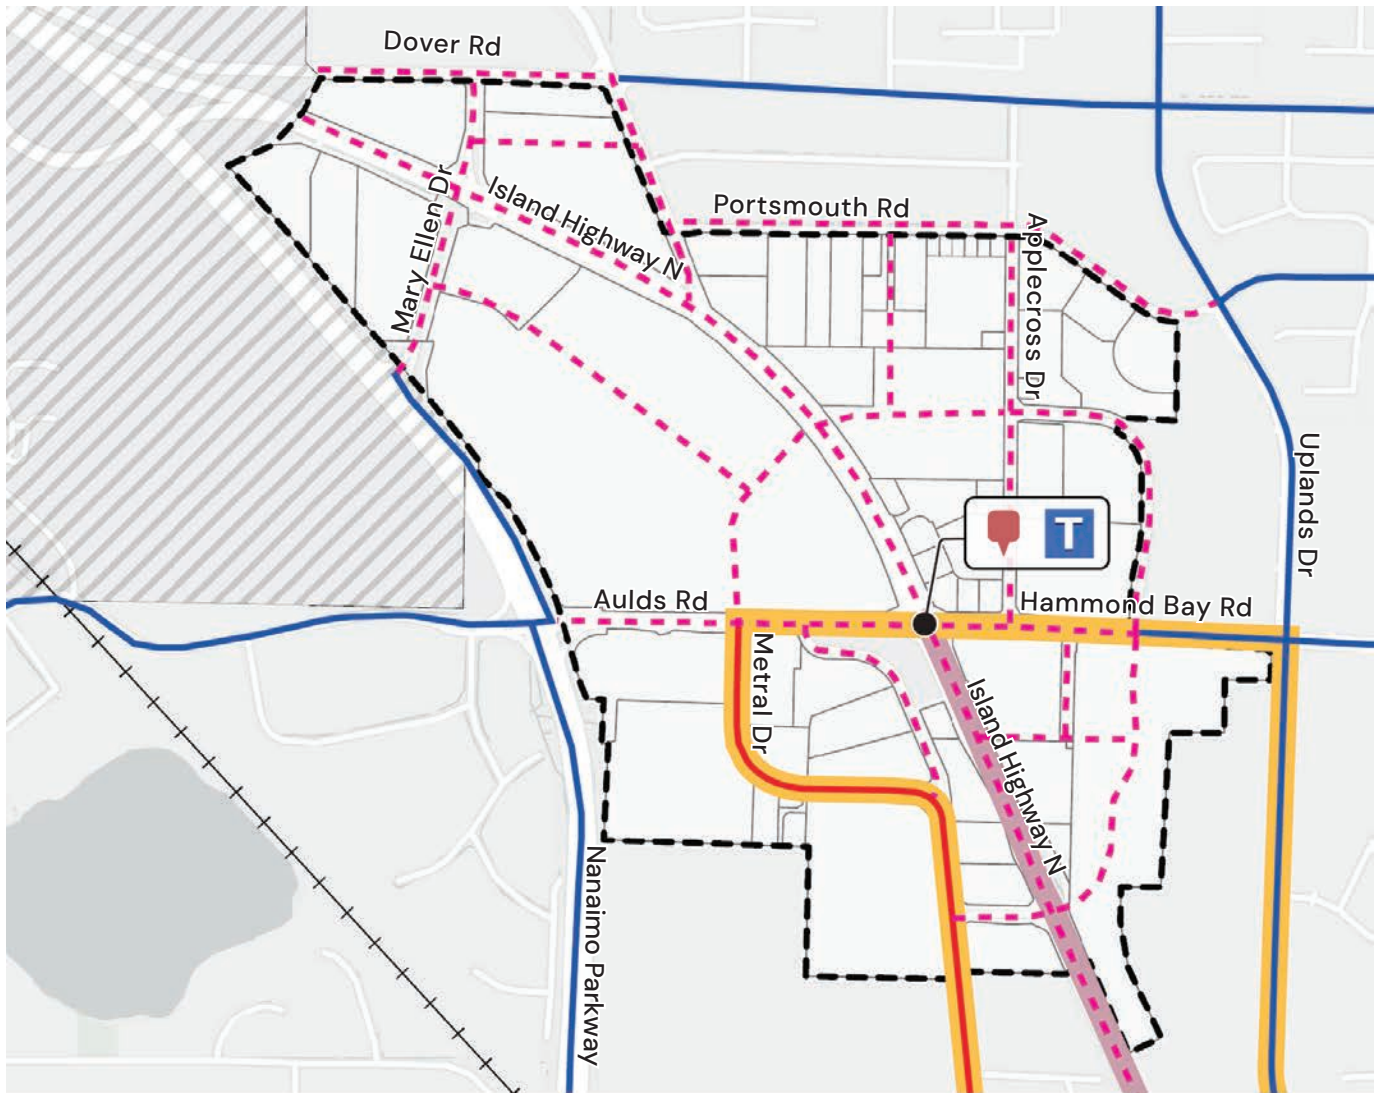 Dover Rd
Portsmouth Rd
Island Highway N
Mary Ellen Dr
Applecross Dr
Uplands Dr
T
Aulds Rd
Hammond Bay Rd
Metral Dr
Island Highway N
Nanaimo Parkway